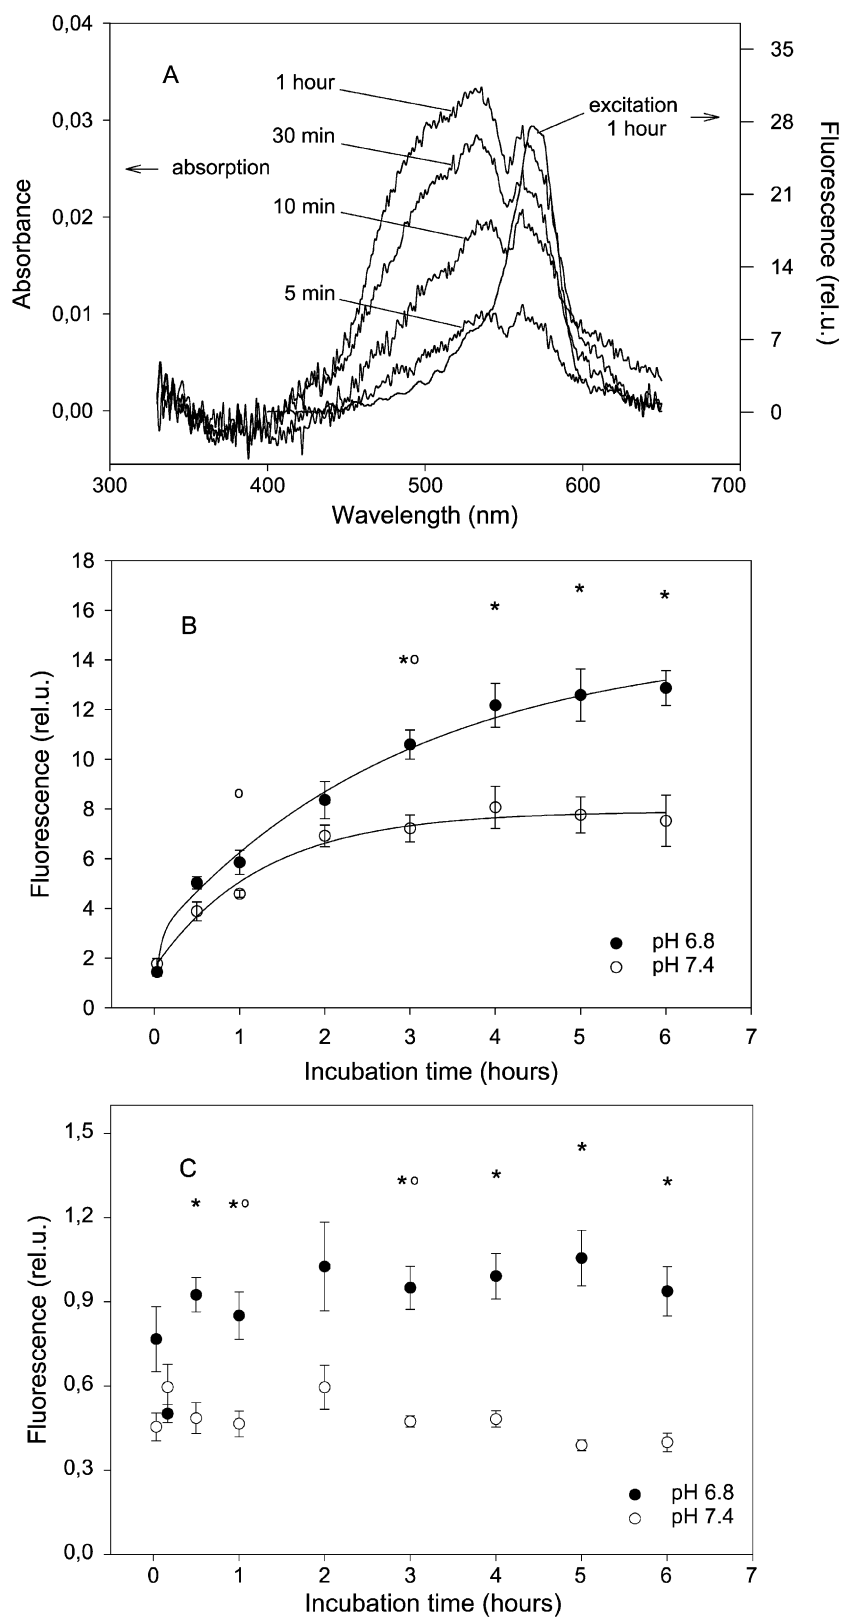 0,04
35
A
1 hour
excitation
1 hour
0,03
30 min
28
absorption
21
0,02
10 min
14
5 min
0,01
7
0,00
0
Absorbance
Fluorescence (rel.u.)
300 400 500 600 700
Wavelength (nm)
18
16
* * *
B
14
*o
12
10
o
8
6
4
pH 6.8
2
pH 7.4
0
Fluorescence (rel.u.)
0 1 2 3 4 5 6 7
Incubation time (hours)
1,5
C
* *o *o * * *
1,2
0,9
0,6
0,3
pH 6.8
pH 7.4
0,0
Fluorescence (rel.u.)
0 1 2 3 4 5 6 7
Incubation time (hours)